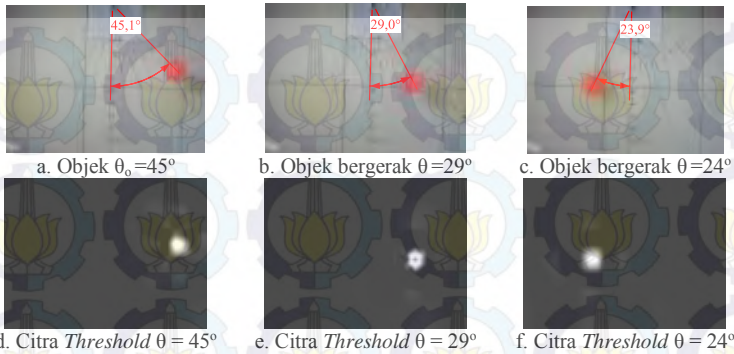 45,1°
29,0°
23,9°
a. Objek θₒ =45º
b. Objek bergerak θ =29º
c. Objek bergerak θ =24º
d. Citra Threshold θ = 45º
e. Citra Threshold θ = 29º
f. Citra Threshold θ = 24º